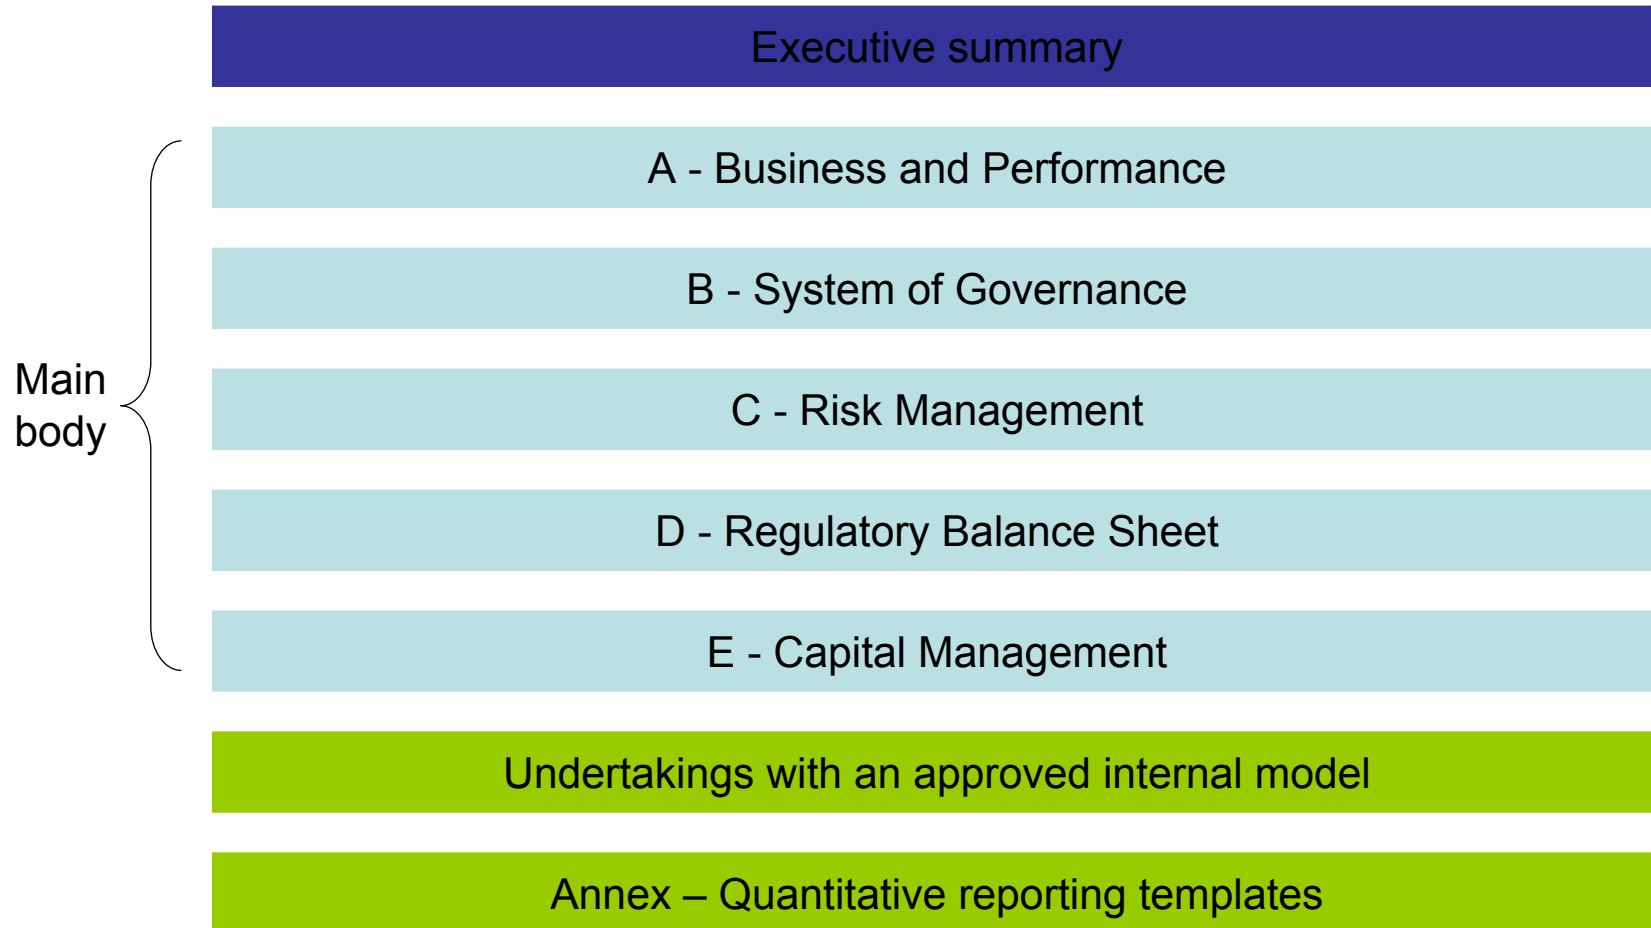 Executive summary
A - Business and Performance
B - System of Governance
Main
body
C - Risk Management
D - Regulatory Balance Sheet
E - Capital Management
Undertakings with an approved internal model
Annex – Quantitative reporting templates